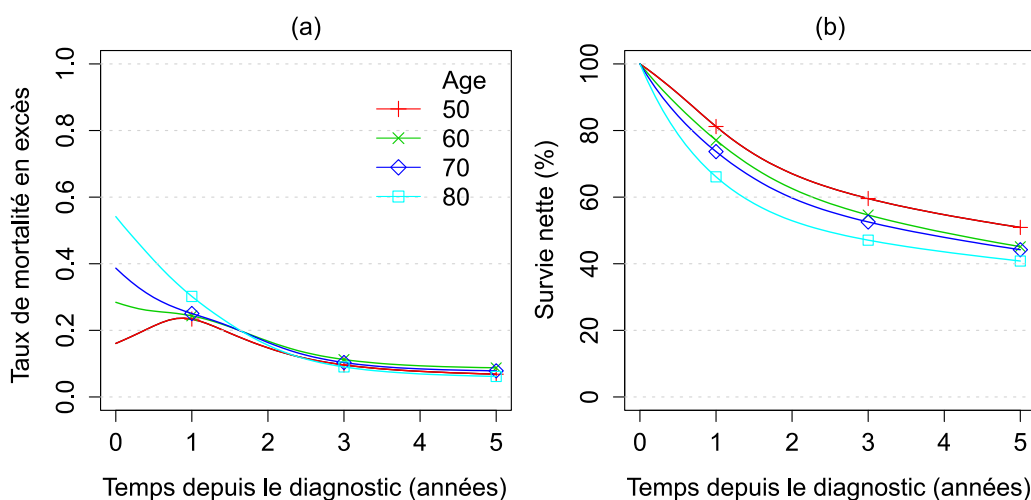 (a)
Taux de mortalité en excès
1.0
0.8
0.6
0.4
0.2
0.0
Age
50
60
70
80
0 1 2 3 4 5
Temps depuis le diagnostic (années)
(b)
Survie nette (%)
100
80
60
40
20
0
0 1 2 3 4 5
Temps depuis le diagnostic (années)